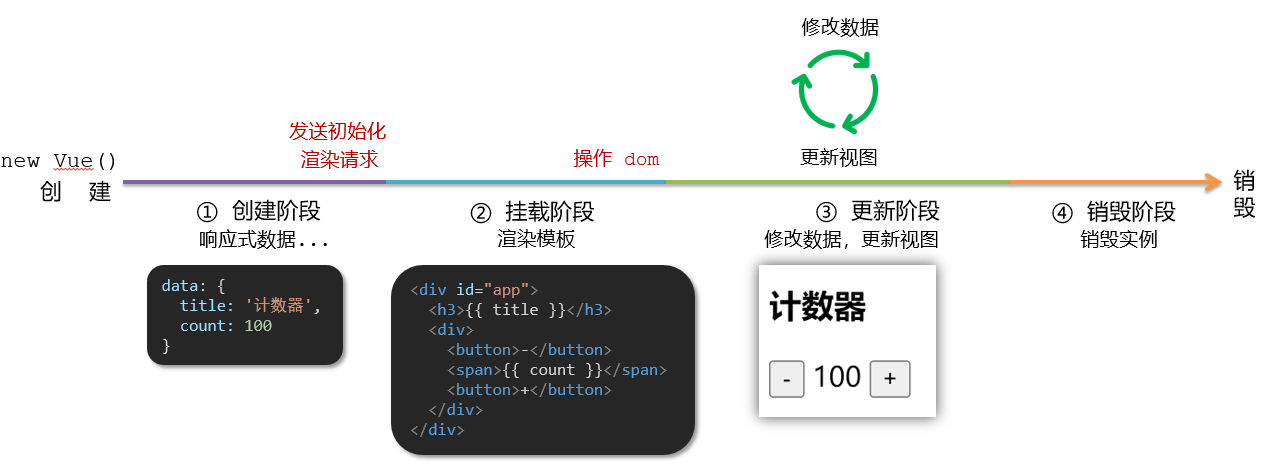 修改数据
更新视图
发送初始化
渲染请求
操作 dom
new Vue()
创 建
销
毁
① 创建阶段
响应式数据...
② 挂载阶段
渲染模板
③ 更新阶段
修改数据，更新视图
④ 销毁阶段
销毁实例
data: {
  title: '计数器',
  count: 100
}
<div id="app">
  <h3>{{ title }}</h3>
  <div>
    <button>-</button>
    <span>{{ count }}</span>
    <button>+</button>
  </div>
</div>
计数器
- 100 +